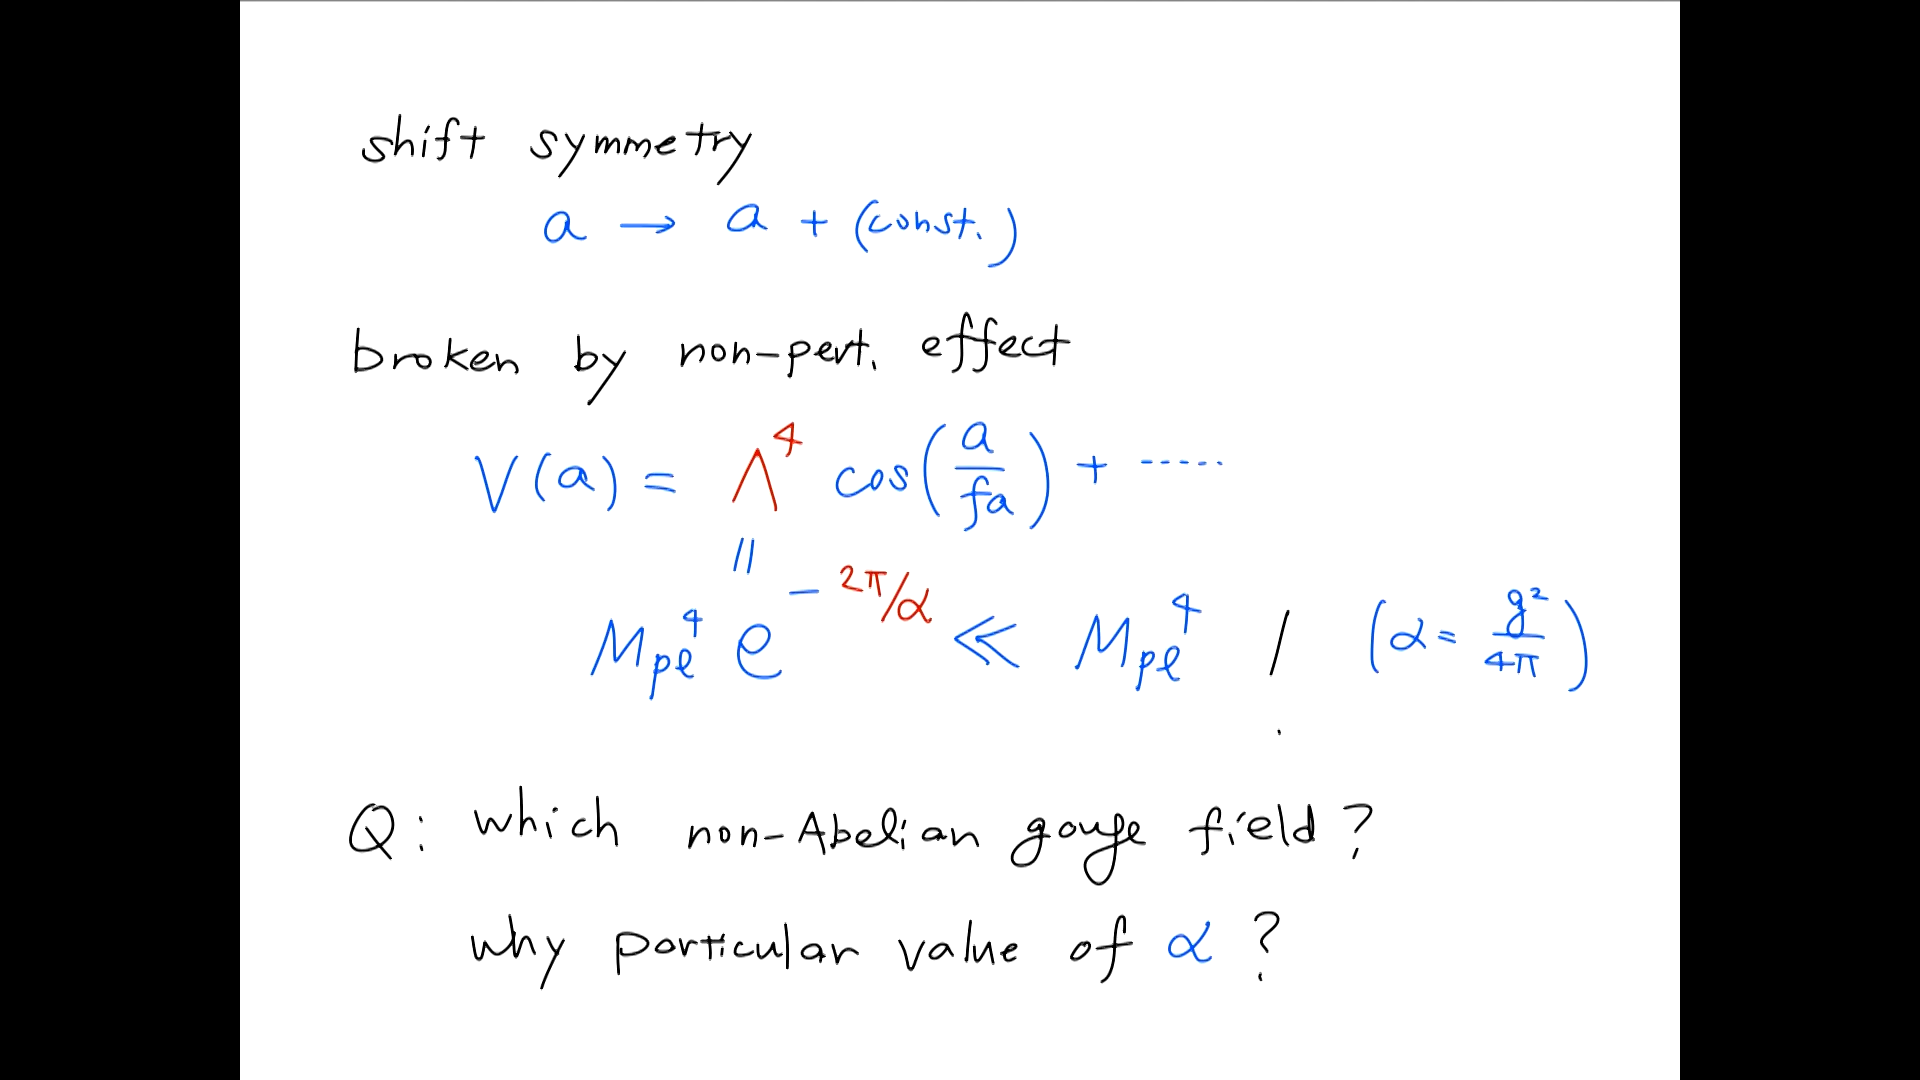 shift symmetry
a → a + (const.)
broken by non-pert. effect
V(a) = Λ⁴ cos(a/fa) + -----
||
Mpl⁴ e^{-2π/α} ≪ Mpl⁴ / (α = g²/4π)
Q: which non-Abelian gauge field?
why particular value of α?